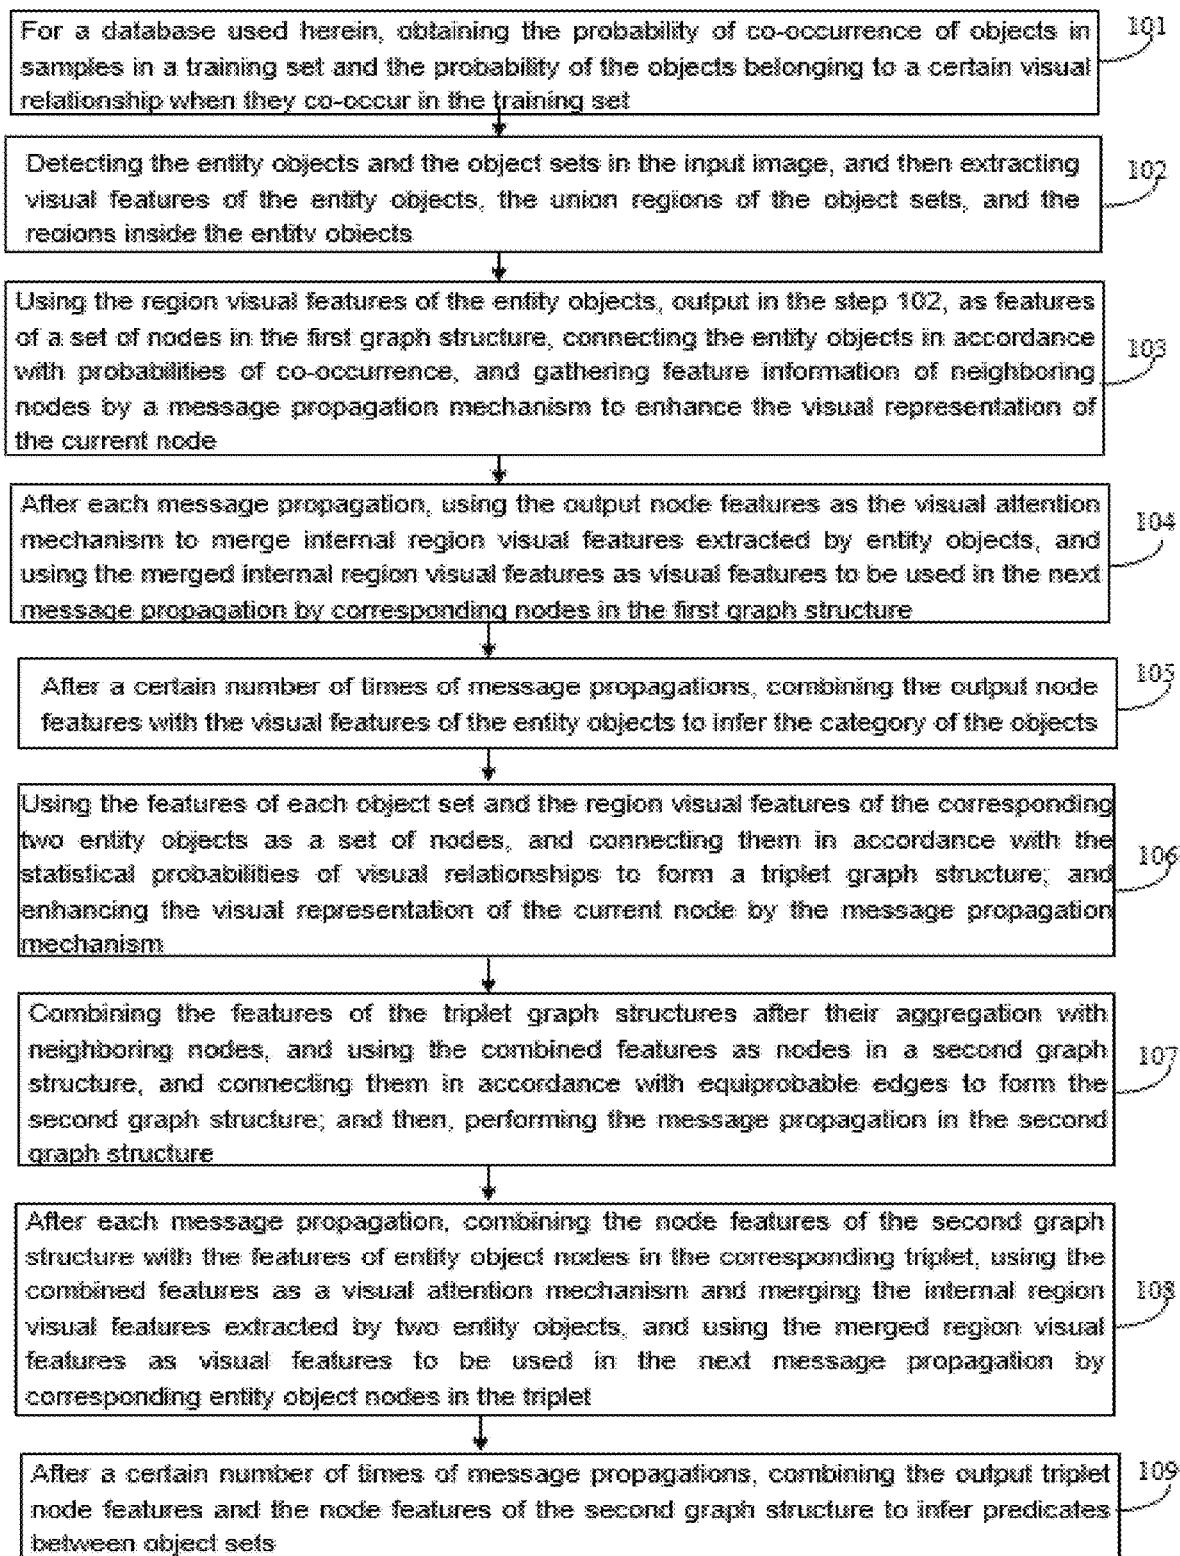 For a database used herein, obtaining the probability of co-occurrence of objects in
samples in a training set and the probability of the objects belonging to a certain visual
relationship when they co-occur in the training set
101
Detecting the entity objects and the object sets in the input image, and then extracting
visual features of the entity objects, the union regions of the object sets, and the
regions inside the entity objects
102
Using the region visual features of the entity objects, output in the step 102, as features
of a set of nodes in the first graph structure, connecting the entity objects in accordance
with probabilities of co-occurrence, and gathering feature information of neighboring
nodes by a message propagation mechanism to enhance the visual representation of
the current node
103
After each message propagation, using the output node features as the visual attention
mechanism to merge internal region visual features extracted by entity objects, and
using the merged internal region visual features as visual features to be used in the next
message propagation by corresponding nodes in the first graph structure
104
After a certain number of times of message propagations, combining the output node
features with the visual features of the entity objects to infer the category of the objects
105
Using the features of each object set and the region visual features of the corresponding
two entity objects as a set of nodes, and connecting them in accordance with the
statistical probabilities of visual relationships to form a triplet graph structure; and
enhancing the visual representation of the current node by the message propagation
mechanism
106
Combining the features of the triplet graph structures after their aggregation with
neighboring nodes, and using the combined features as nodes in a second graph
structure, and connecting them in accordance with equiprobable edges to form the
second graph structure; and then, performing the message propagation in the second
graph structure
107
After each message propagation, combining the node features of the second graph
structure with the features of entity object nodes in the corresponding triplet, using the
combined features as a visual attention mechanism and merging the internal region
visual features extracted by two entity objects, and using the merged region visual
features as visual features to be used in the next message propagation by
corresponding entity object nodes in the triplet
108
After a certain number of times of message propagations, combining the output triplet
node features and the node features of the second graph structure to infer predicates
between object sets
109